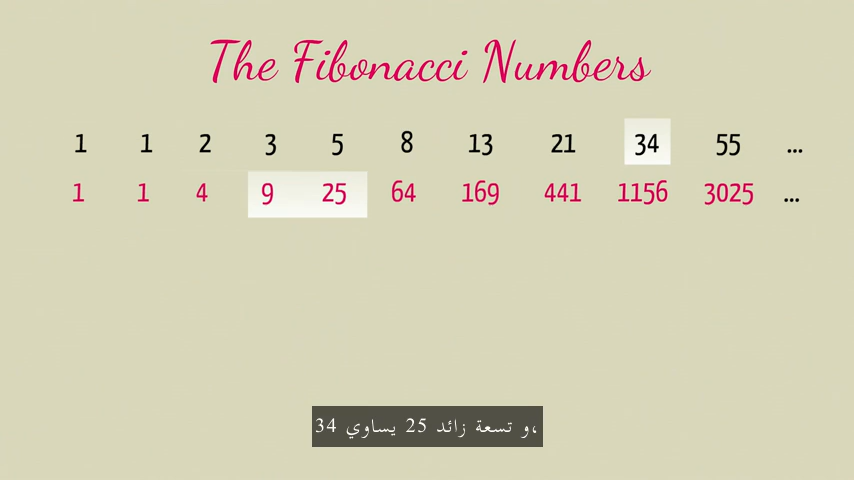 The Fibonacci Numbers
1 1 2 3 5 8 13 21 34 55 ...
1 1 4 9 25 64 169 441 1156 3025 ...
و تسعة زائد 25 يساوي 34،